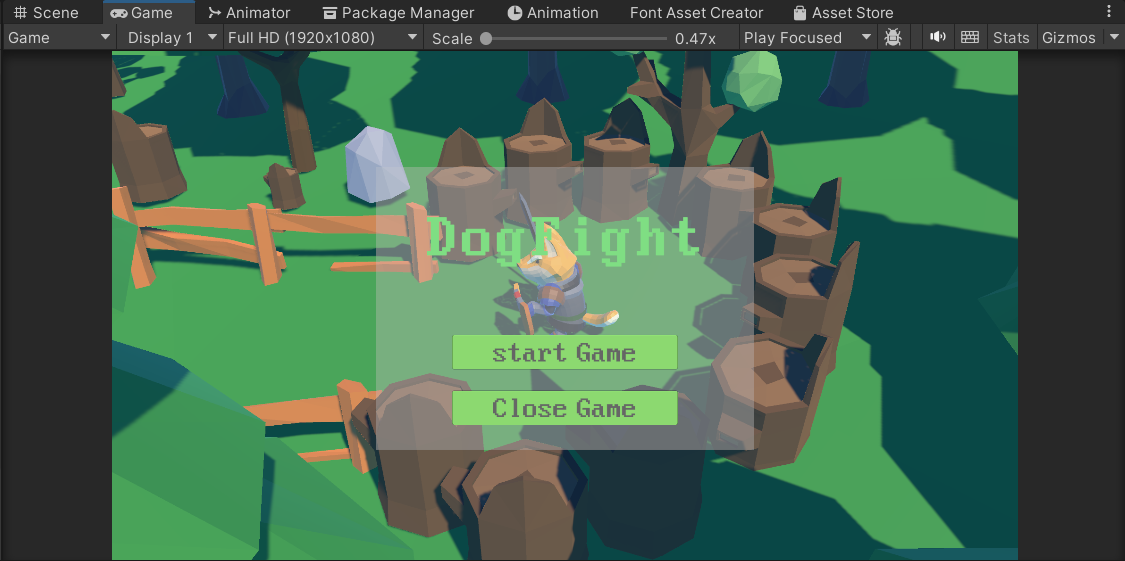 Scene Game Animator Package Manager Animation Font Asset Creator Asset Store
Game Display 1 Full HD (1920x1080) Scale 0.47x Play Focused Stats Gizmos
DogFight
start Game
Close Game